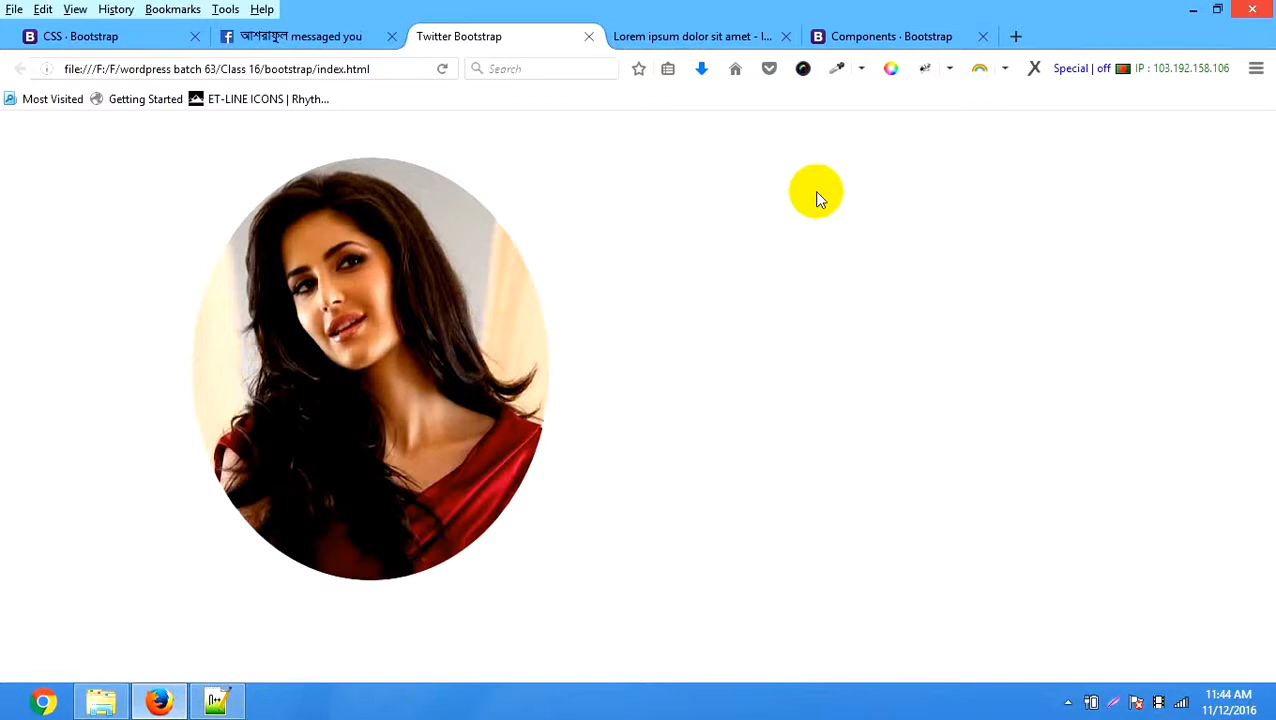 File Edit View History Bookmarks Tools Help
CSS · Bootstrap আশরাফুল messaged you Twitter Bootstrap Lorem ipsum dolor sit amet - l... Components · Bootstrap
file:///F:/F/wordpress batch 63/Class 16/bootstrap/index.html Search Special | off IP : 103.192.158.106
Most Visited Getting Started ET-LINE ICONS | Rhyth...
11:44 AM
11/12/2016